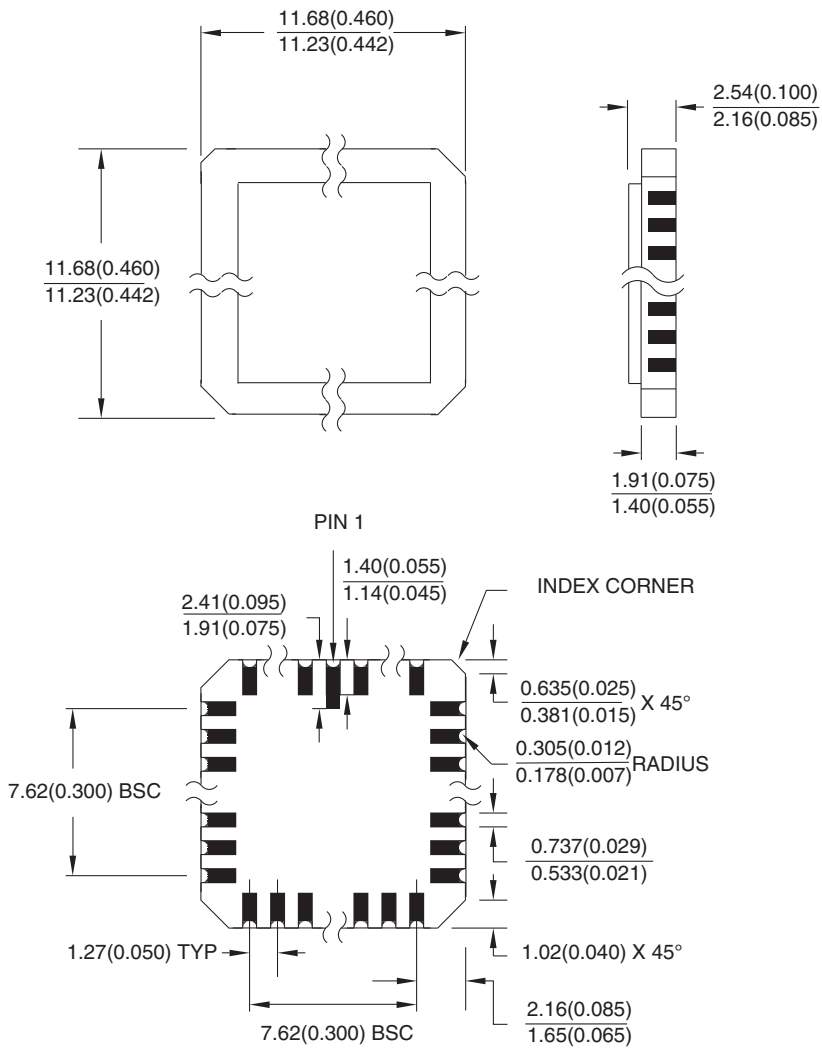 11.68(0.460)
11.23(0.442)
2.54(0.100)
2.16(0.085)
11.68(0.460)
11.23(0.442)
1.91(0.075)
1.40(0.055)
PIN 1
1.40(0.055)
1.14(0.045)
INDEX CORNER
2.41(0.095)
1.91(0.075)
0.635(0.025)
0.381(0.015) X 45°
0.305(0.012)
0.178(0.007) RADIUS
7.62(0.300) BSC
0.737(0.029)
0.533(0.021)
1.27(0.050) TYP
1.02(0.040) X 45°
2.16(0.085)
1.65(0.065)
7.62(0.300) BSC